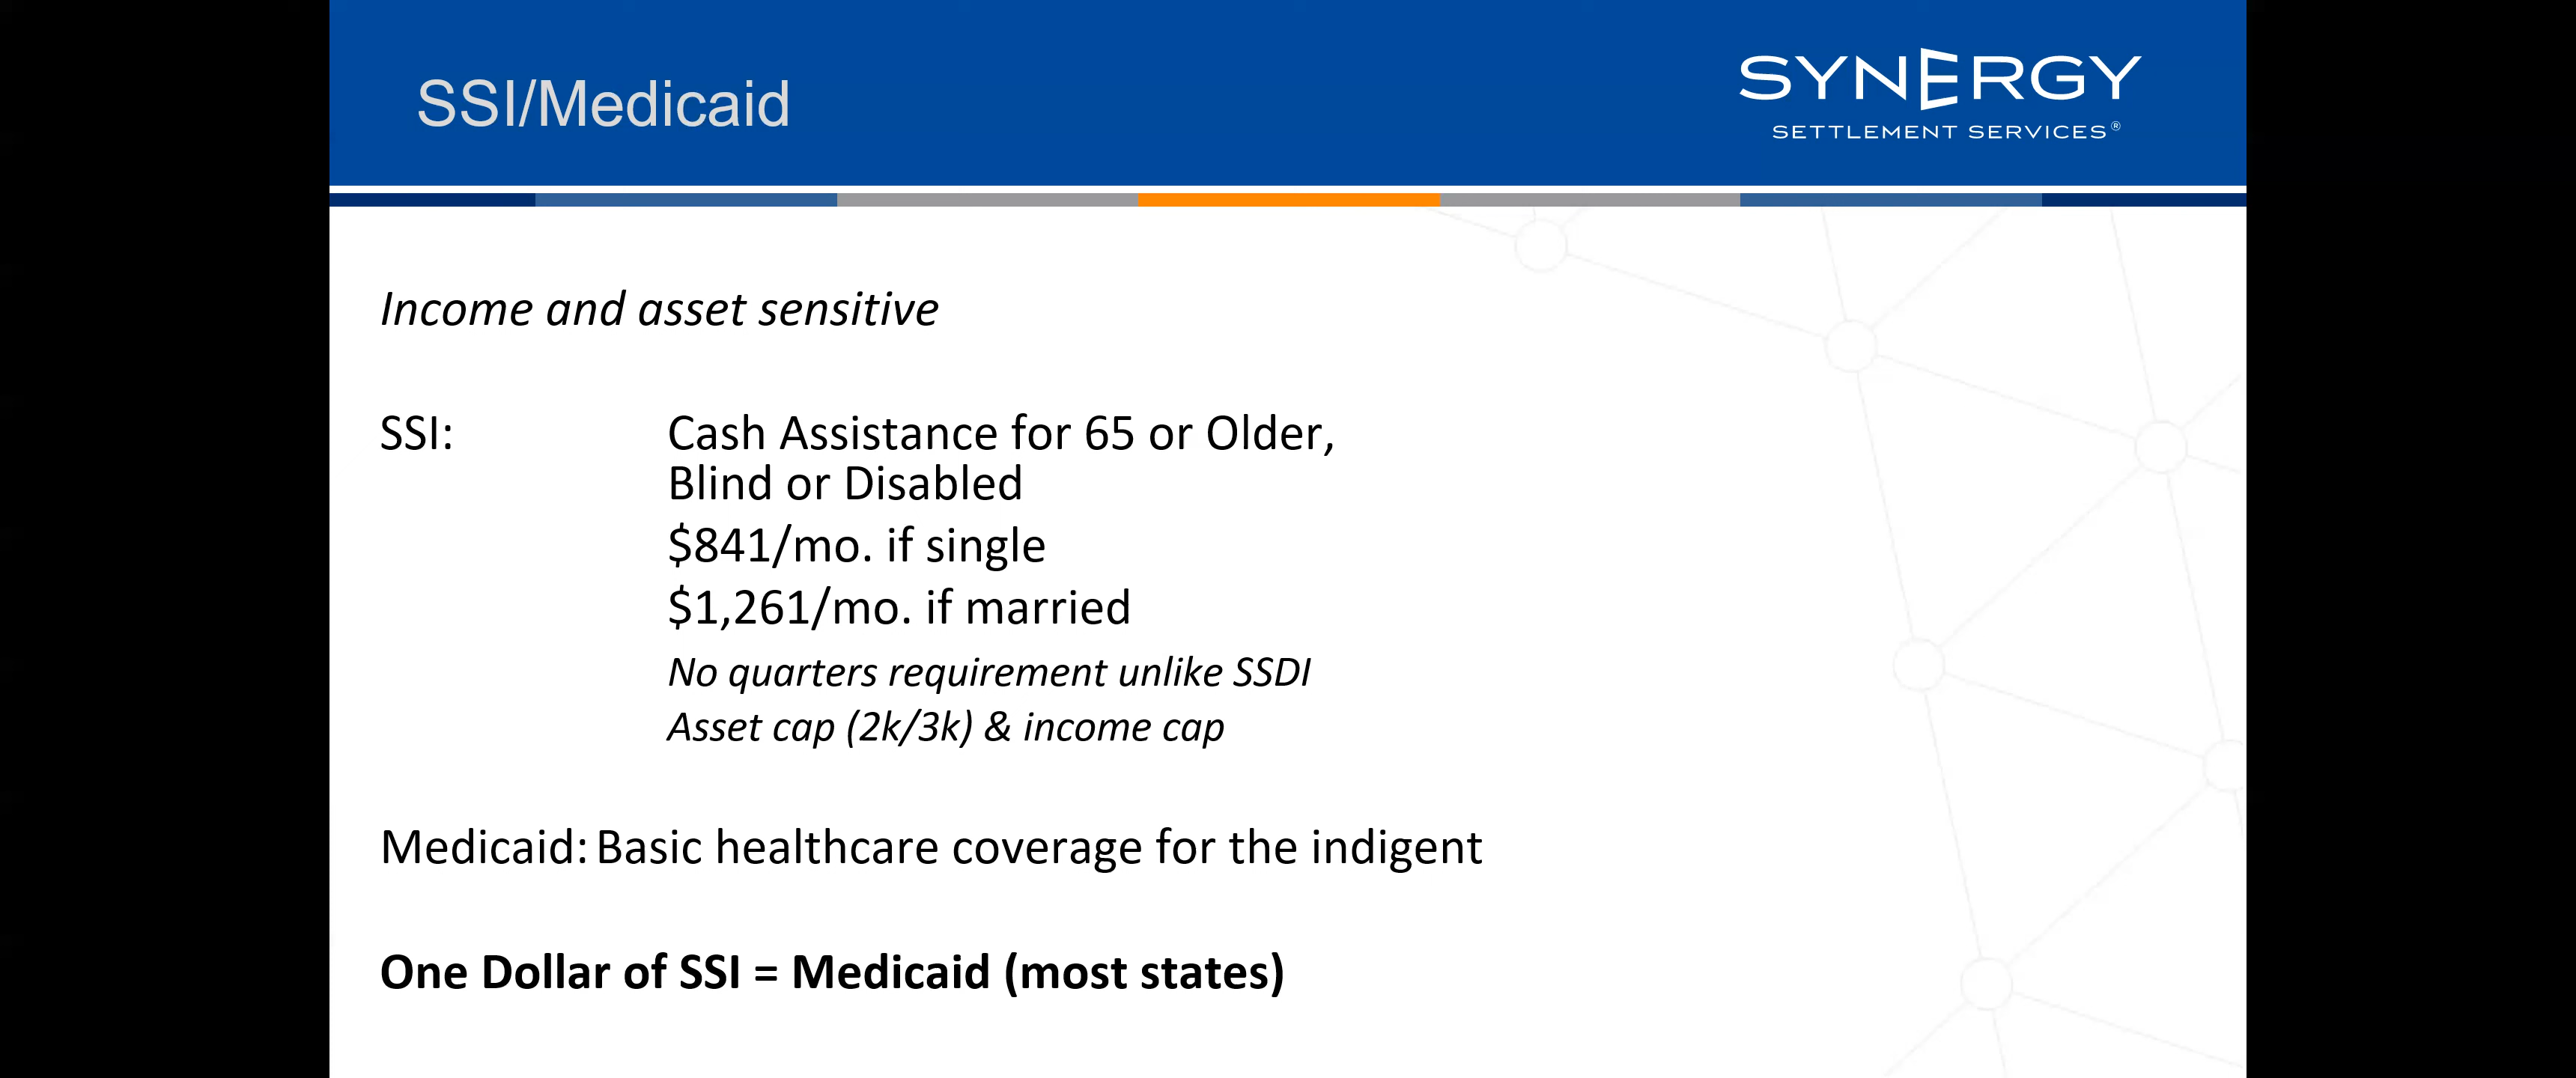 SSI/Medicaid
SYNERGY
SETTLEMENT SERVICES®
Income and asset sensitive
SSI: Cash Assistance for 65 or Older,
Blind or Disabled
$841/mo. if single
$1,261/mo. if married
No quarters requirement unlike SSDI
Asset cap (2k/3k) & income cap
Medicaid: Basic healthcare coverage for the indigent
One Dollar of SSI = Medicaid (most states)